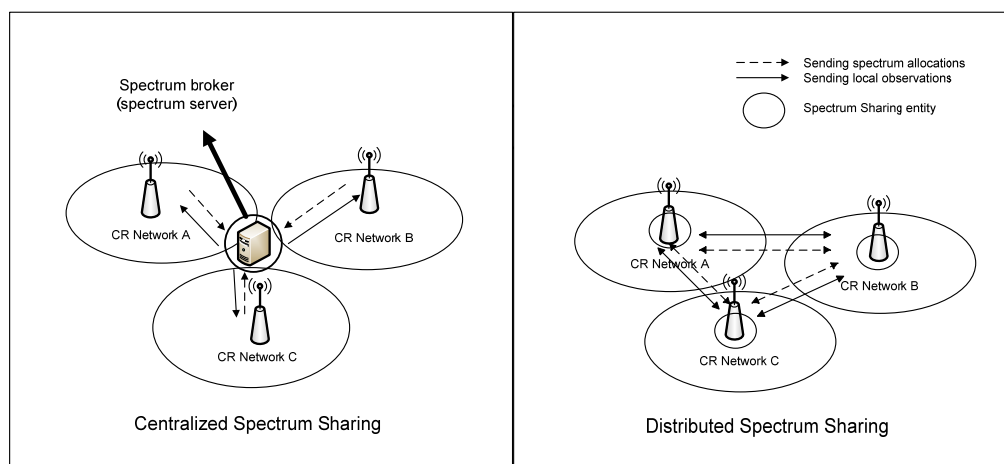 Spectrum broker
(spectrum server)
CR Network A
CR Network B
CR Network C
Centralized Spectrum Sharing
Sending spectrum allocations
Sending local observations
Spectrum Sharing entity
CR Network A
CR Network B
CR Network C
Distributed Spectrum Sharing